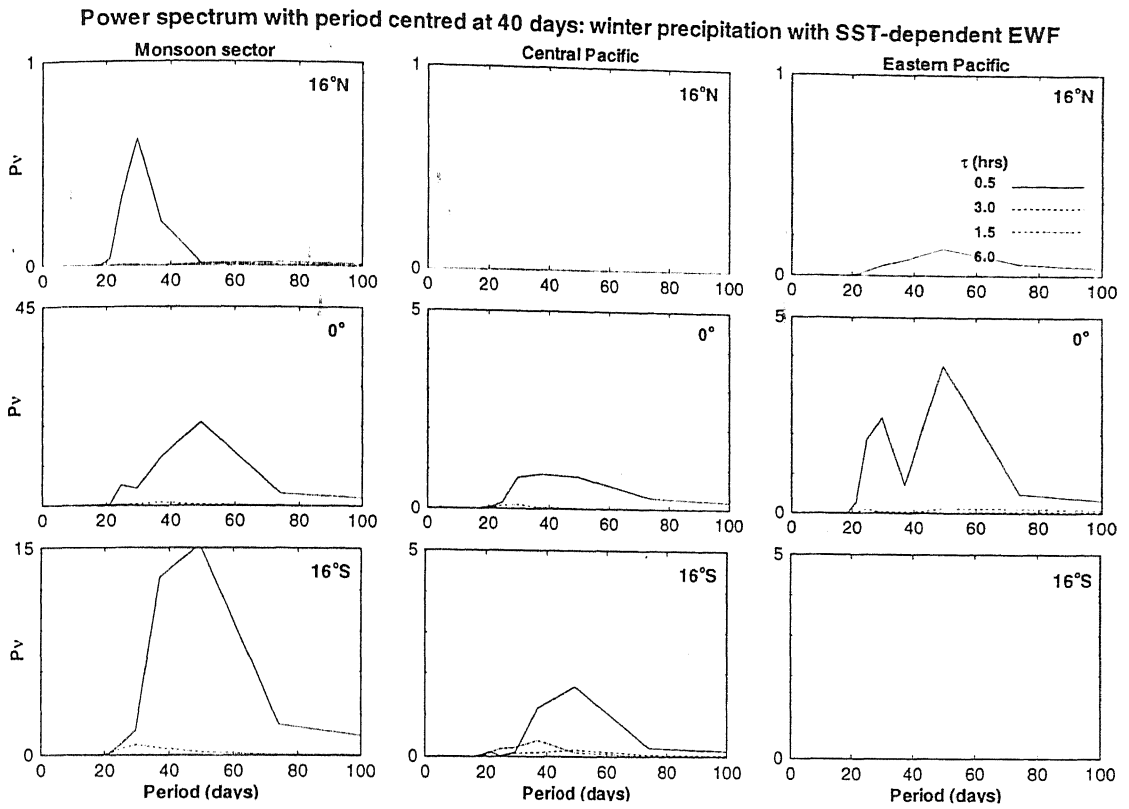 Power spectrum with period centred at 40 days: winter precipitation with SST-dependent EWF
Monsoon sector
Central Pacific
Eastern Pacific
1
16°N
Pν
0
0 20 40 60 80 100
1
16°N
0
0 20 40 60 80 100
1
16°N
τ (hrs)
0.5
3.0
1.5
6.0
0
0 20 40 60 80 100
45
0°
Pν
0
0 20 40 60 80 100
5
0°
0
0 20 40 60 80 100
5
0°
0
0 20 40 60 80 100
15
16°S
Pν
0
0 20 40 60 80 100
Period (days)
5
16°S
0
0 20 40 60 80 100
Period (days)
5
16°S
0
0 20 40 60 80 100
Period (days)